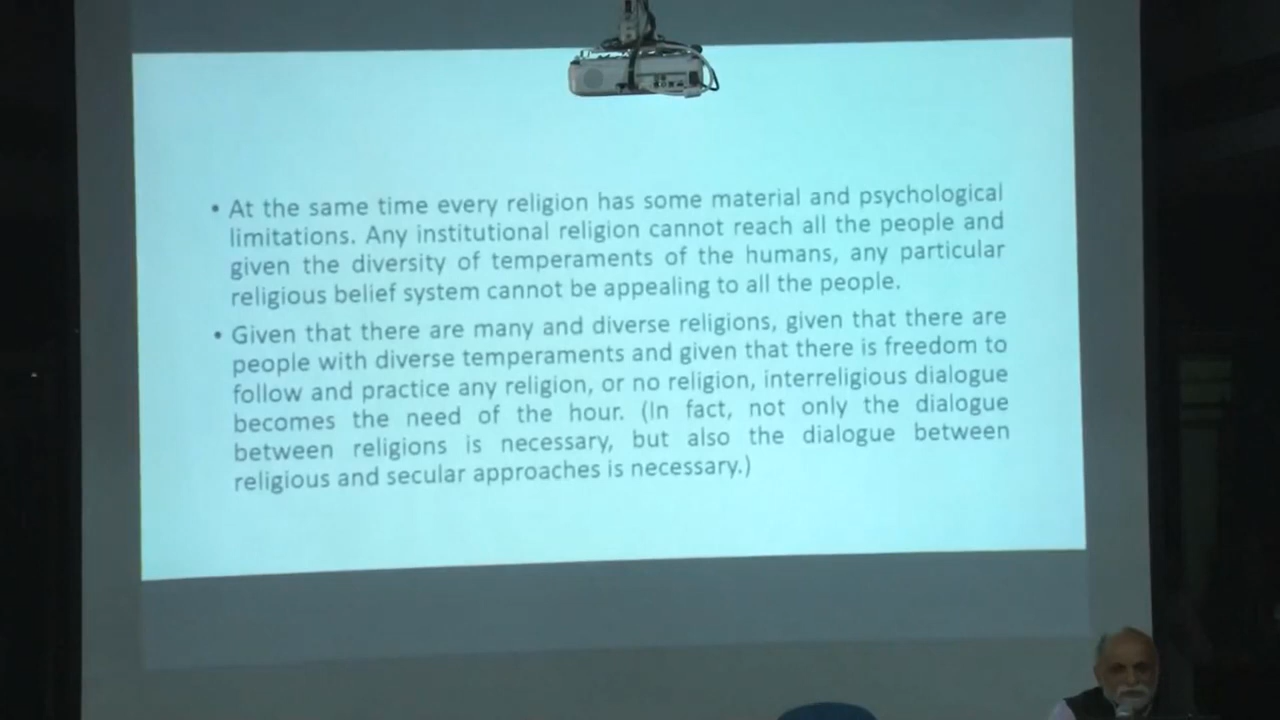 • At the same time every religion has some material and psychological
limitations. Any institutional religion cannot reach all the people and
given the diversity of temperaments of the humans, any particular
religious belief system cannot be appealing to all the people.
• Given that there are many and diverse religions, given that there are
people with diverse temperaments and given that there is freedom to
follow and practice any religion, or no religion, interreligious dialogue
becomes the need of the hour. (In fact, not only the dialogue
between religions is necessary, but also the dialogue between
religious and secular approaches is necessary.)